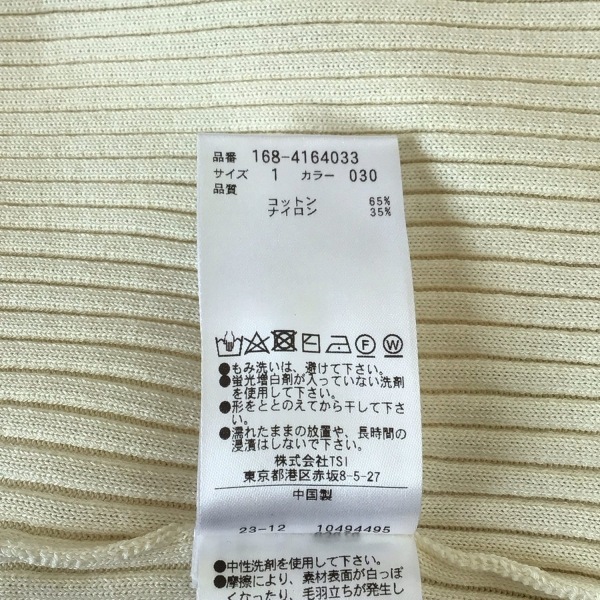 品番 168-4164033
サイズ 1 カラー 030
品質
コットン 65%
ナイロン 35%
F W
●もみ洗いは、避けて下さい。
●蛍光増白剤が入っていない洗剤
を使用して下さい。
●形をととのえてから干して下さ
い。
●濡れたままの放置や、長時間の
浸漬はしないで下さい。
株式会社TSI
東京都港区赤坂8-5-27
中国製
23-12 10494495
●中性洗剤を使用して下さい。
●摩擦により、素材表面が白っぽ
くなったり、毛羽立ちが発生し